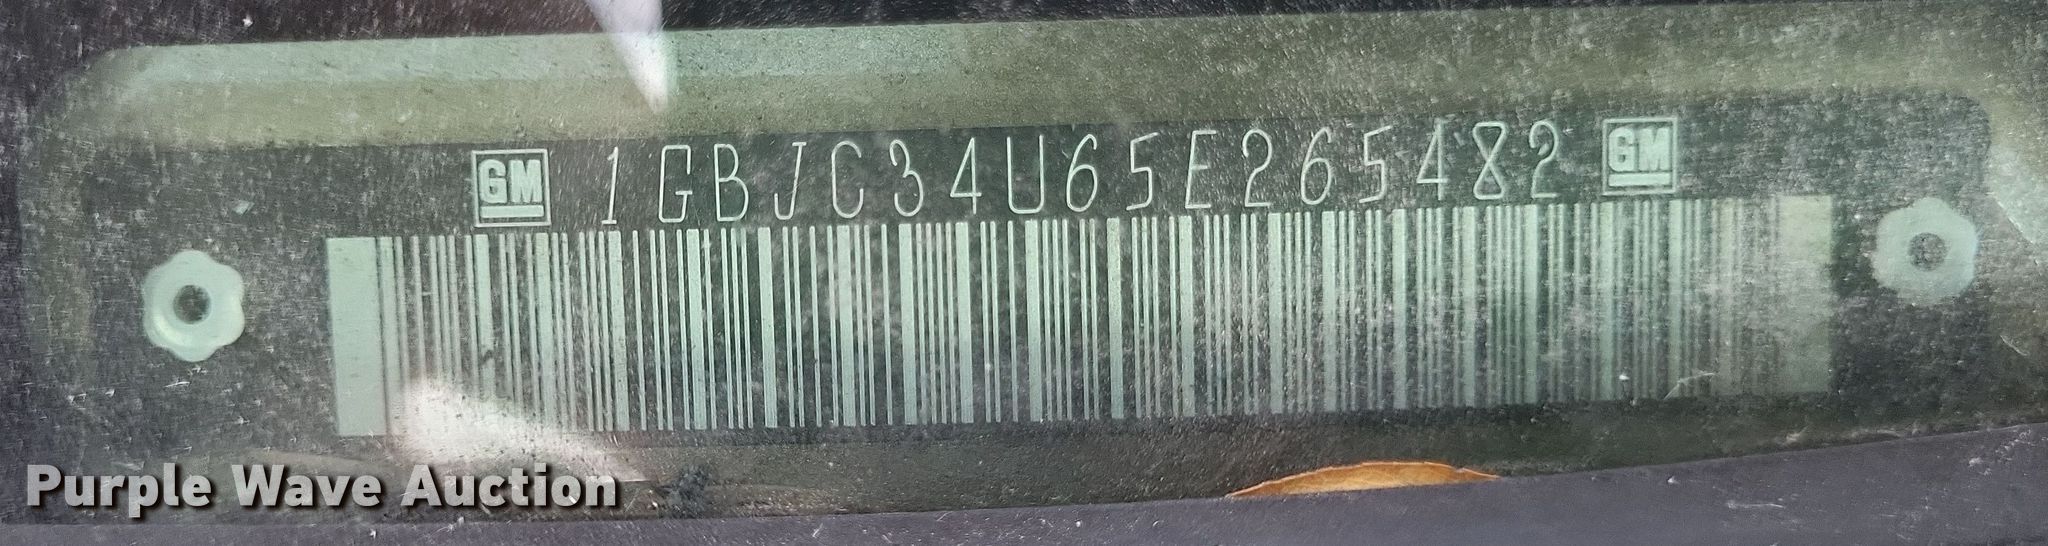 GM 1GBJC34U65E265482 GM
Purple Wave Auction